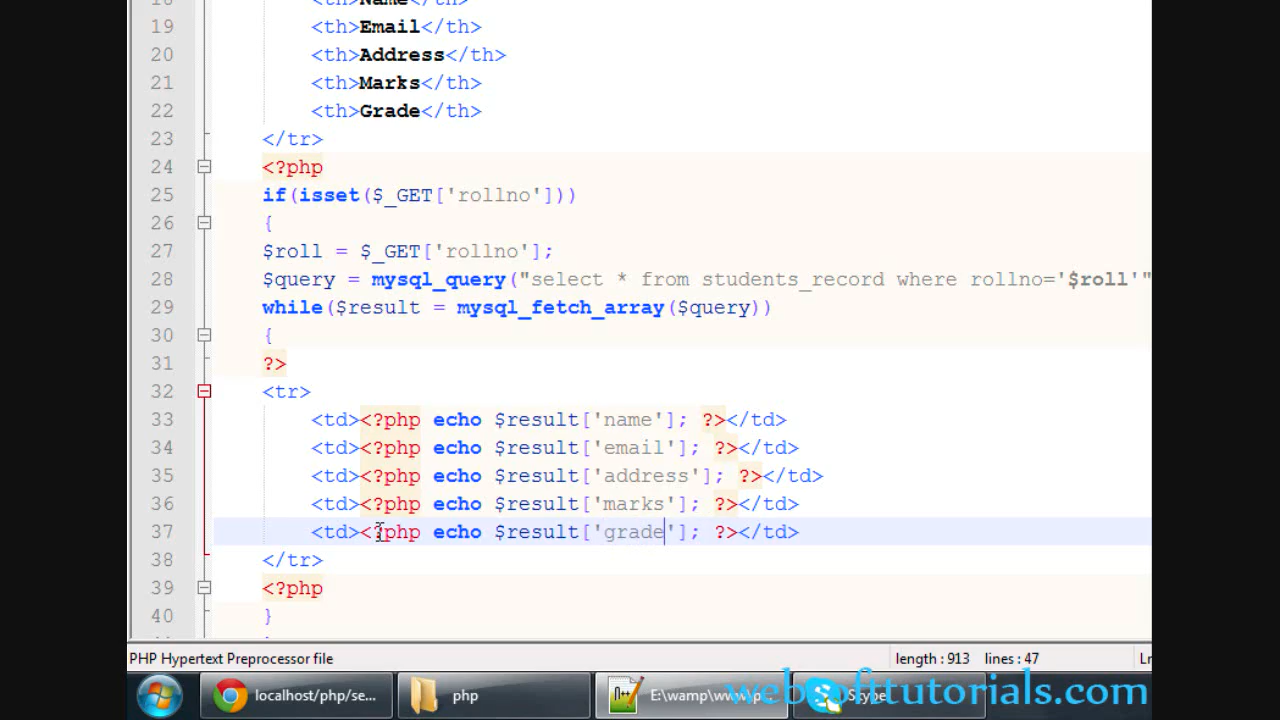 18 <th>Name</th>
19 <th>Email</th>
20 <th>Address</th>
21 <th>Marks</th>
22 <th>Grade</th>
23 </tr>
24 <?php
25 if(isset($_GET['rollno']))
26 {
27 $roll = $_GET['rollno'];
28 $query = mysql_query("select * from students_record where rollno='$roll'"
29 while($result = mysql_fetch_array($query))
30 {
31 ?>
32 <tr>
33 <td><?php echo $result['name']; ?></td>
34 <td><?php echo $result['email']; ?></td>
35 <td><?php echo $result['address']; ?></td>
36 <td><?php echo $result['marks']; ?></td>
37 <td><?php echo $result['grade']; ?></td>
38 </tr>
39 <?php
40 }
PHP Hypertext Preprocessor file length : 913 lines : 47 Ln
localhost/php/se... php E:\wamp\www\p... Skype